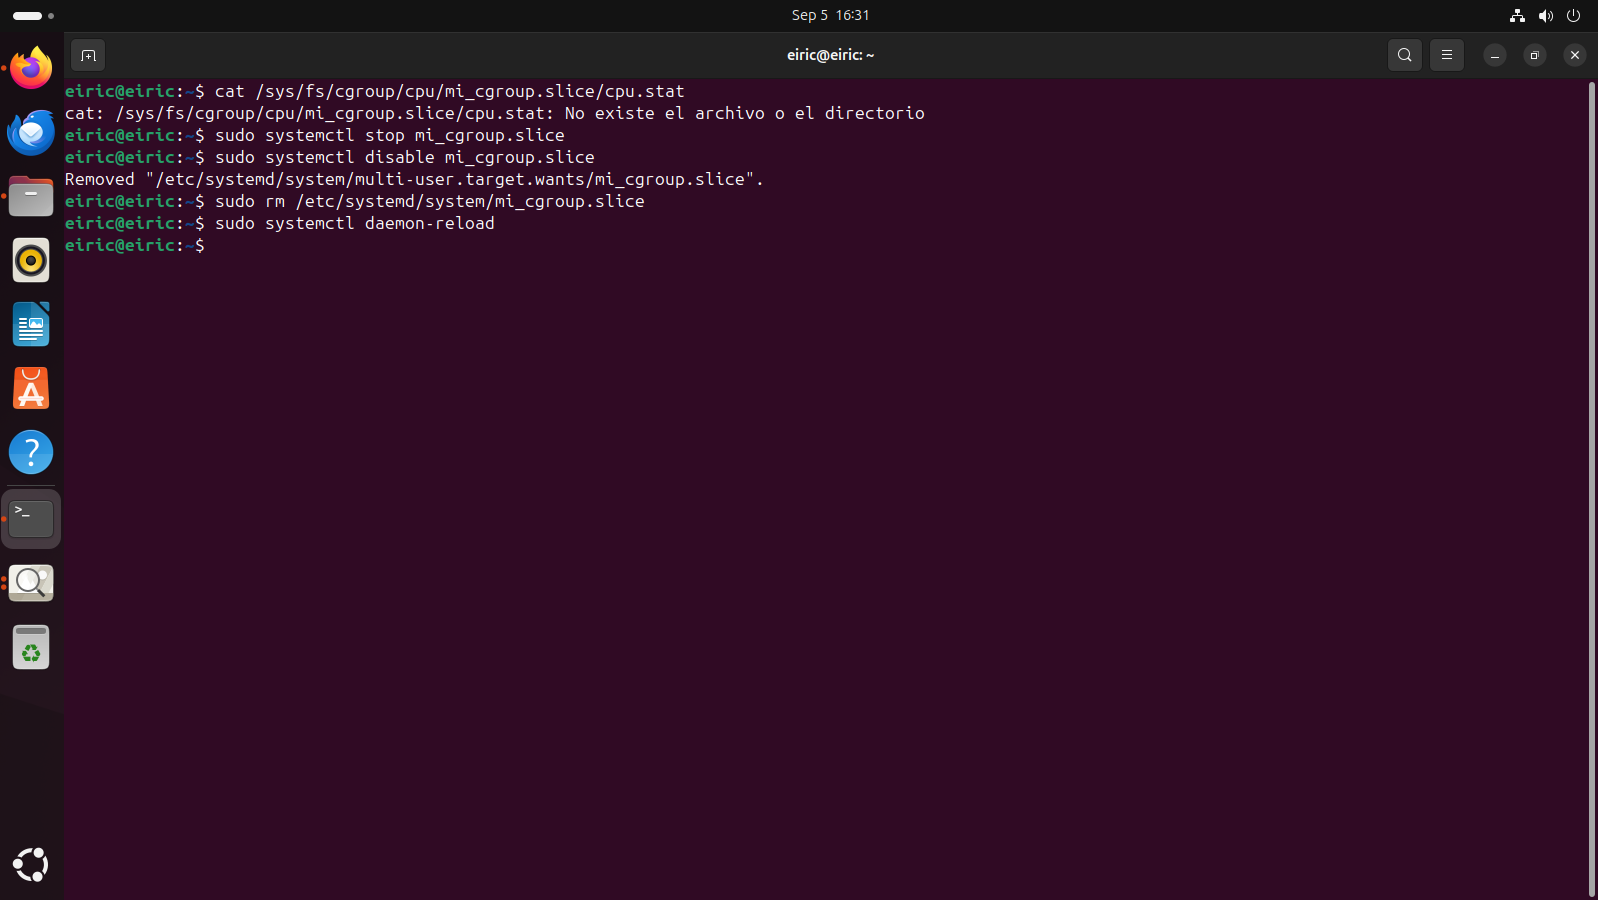 Sep 5 16:31
eiric@eiric: ~
eiric@eiric:~$ cat /sys/fs/cgroup/cpu/mi_cgroup.slice/cpu.stat
cat: /sys/fs/cgroup/cpu/mi_cgroup.slice/cpu.stat: No existe el archivo o el directorio
eiric@eiric:~$ sudo systemctl stop mi_cgroup.slice
eiric@eiric:~$ sudo systemctl disable mi_cgroup.slice
Removed "/etc/systemd/system/multi-user.target.wants/mi_cgroup.slice".
eiric@eiric:~$ sudo rm /etc/systemd/system/mi_cgroup.slice
eiric@eiric:~$ sudo systemctl daemon-reload
eiric@eiric:~$